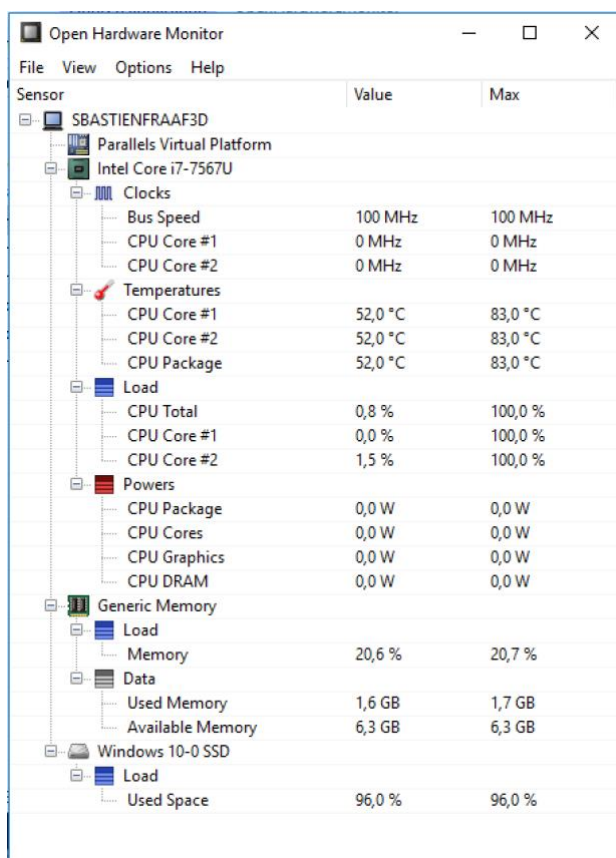 Open Hardware Monitor
File View Options Help
Sensor Value Max
SBASTIENFRAAF3D
Parallels Virtual Platform
Intel Core i7-7567U
Clocks
Bus Speed 100 MHz 100 MHz
CPU Core #1 0 MHz 0 MHz
CPU Core #2 0 MHz 0 MHz
Temperatures
CPU Core #1 52,0 °C 83,0 °C
CPU Core #2 52,0 °C 83,0 °C
CPU Package 52,0 °C 83,0 °C
Load
CPU Total 0,8 % 100,0 %
CPU Core #1 0,0 % 100,0 %
CPU Core #2 1,5 % 100,0 %
Powers
CPU Package 0,0 W 0,0 W
CPU Cores 0,0 W 0,0 W
CPU Graphics 0,0 W 0,0 W
CPU DRAM 0,0 W 0,0 W
Generic Memory
Load
Memory 20,6 % 20,7 %
Data
Used Memory 1,6 GB 1,7 GB
Available Memory 6,3 GB 6,3 GB
Windows 10-0 SSD
Load
Used Space 96,0 % 96,0 %